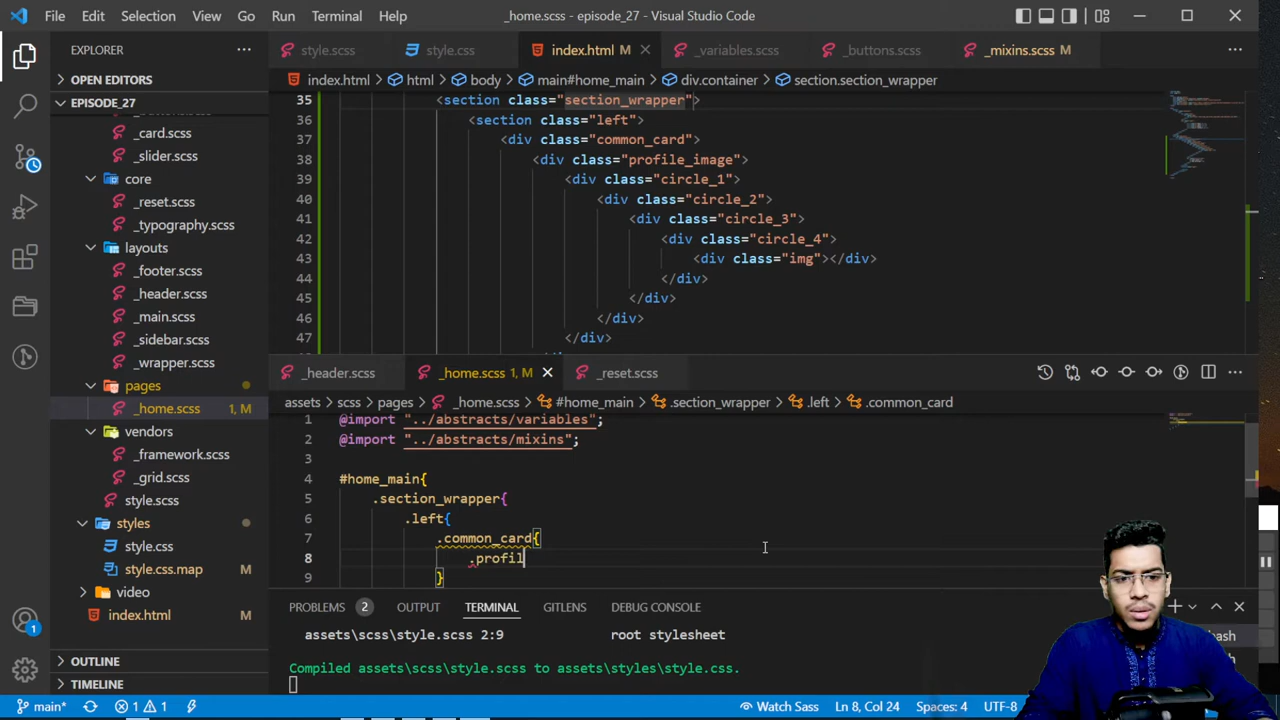 File Edit Selection View Go Run Terminal Help
_home.scss - episode_27 - Visual Studio Code
EXPLORER
OPEN EDITORS
EPISODE_27
_card.scss
_slider.scss
core
_reset.scss
_typography.scss
layouts
_footer.scss
_header.scss
_main.scss
_sidebar.scss
_wrapper.scss
pages
_home.scss 1, M
vendors
_framework.scss
_grid.scss
style.scss
styles
style.css
style.css.map
video
index.html
OUTLINE
TIMELINE
style.scss style.css index.html M _variables.scss _buttons.scss _mixins.scss M
index.html > html > body > main#home_main > div.container > section.section_wrapper
35 <section class="section_wrapper">
36 <section class="left">
37 <div class="common_card">
38 <div class="profile_image">
39 <div class="circle_1">
40 <div class="circle_2">
41 <div class="circle_3">
42 <div class="circle_4">
43 <div class="img"></div>
44 </div>
45 </div>
46 </div>
47 </div>
_header.scss _home.scss 1, M _reset.scss
assets > scss > pages > _home.scss > #home_main > .section_wrapper > .left > .common_card
1 @import "../abstracts/variables";
2 @import "../abstracts/mixins";
3
4 #home_main{
5 .section_wrapper{
6 .left{
7 .common_card{
8 .profil
9 }
PROBLEMS 2 OUTPUT TERMINAL GITLENS DEBUG CONSOLE
assets\scss\style.scss 2:9 root stylesheet
Compiled assets\scss\style.scss to assets\styles\style.css.
main* 1 1 Watch Sass Ln 8, Col 24 Spaces: 4 UTF-8